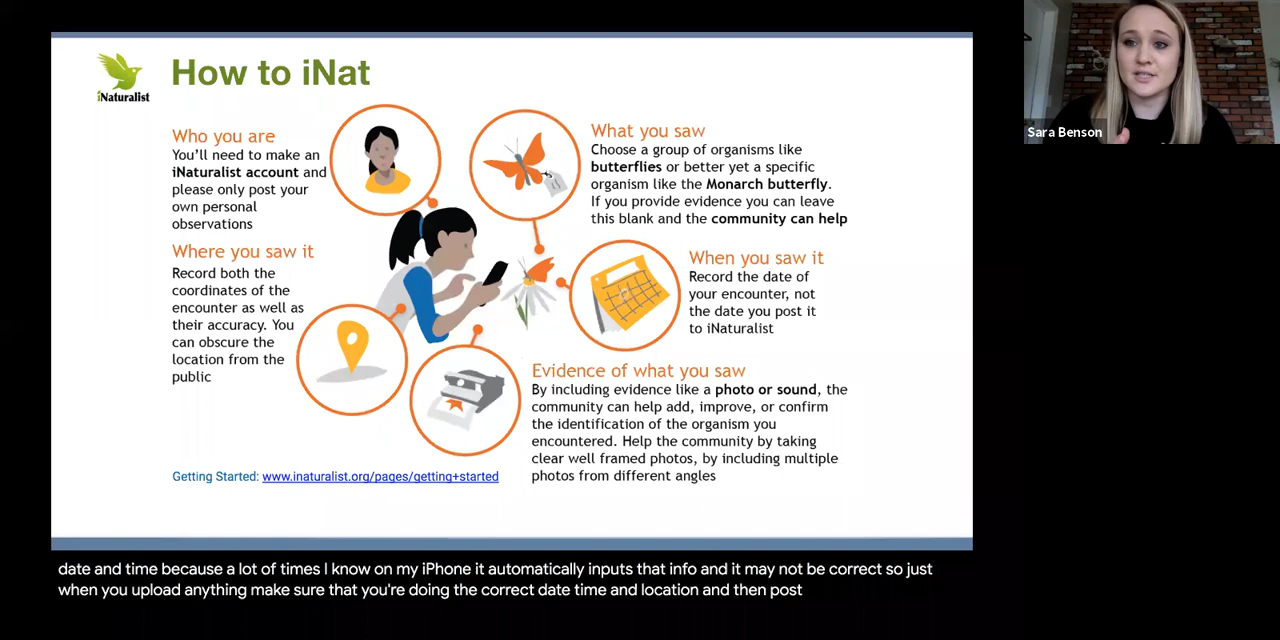 iNaturalist
How to iNat
Who you are
You'll need to make an
iNaturalist account and
please only post your
own personal
observations
Where you saw it
Record both the
coordinates of the
encounter as well as
their accuracy. You
can obscure the
location from the
public
What you saw
Choose a group of organisms like
butterflies or better yet a specific
organism like the Monarch butterfly.
If you provide evidence you can leave
this blank and the community can help
When you saw it
Record the date of
your encounter, not
the date you post it
to iNaturalist
Evidence of what you saw
By including evidence like a photo or sound, the
community can help add, improve, or confirm
the identification of the organism you
encountered. Help the community by taking
clear well framed photos, by including multiple
photos from different angles
Getting Started: www.inaturalist.org/pages/getting+started
Sara Benson
date and time because a lot of times I know on my iPhone it automatically inputs that info and it may not be correct so just
when you upload anything make sure that you're doing the correct date time and location and then post